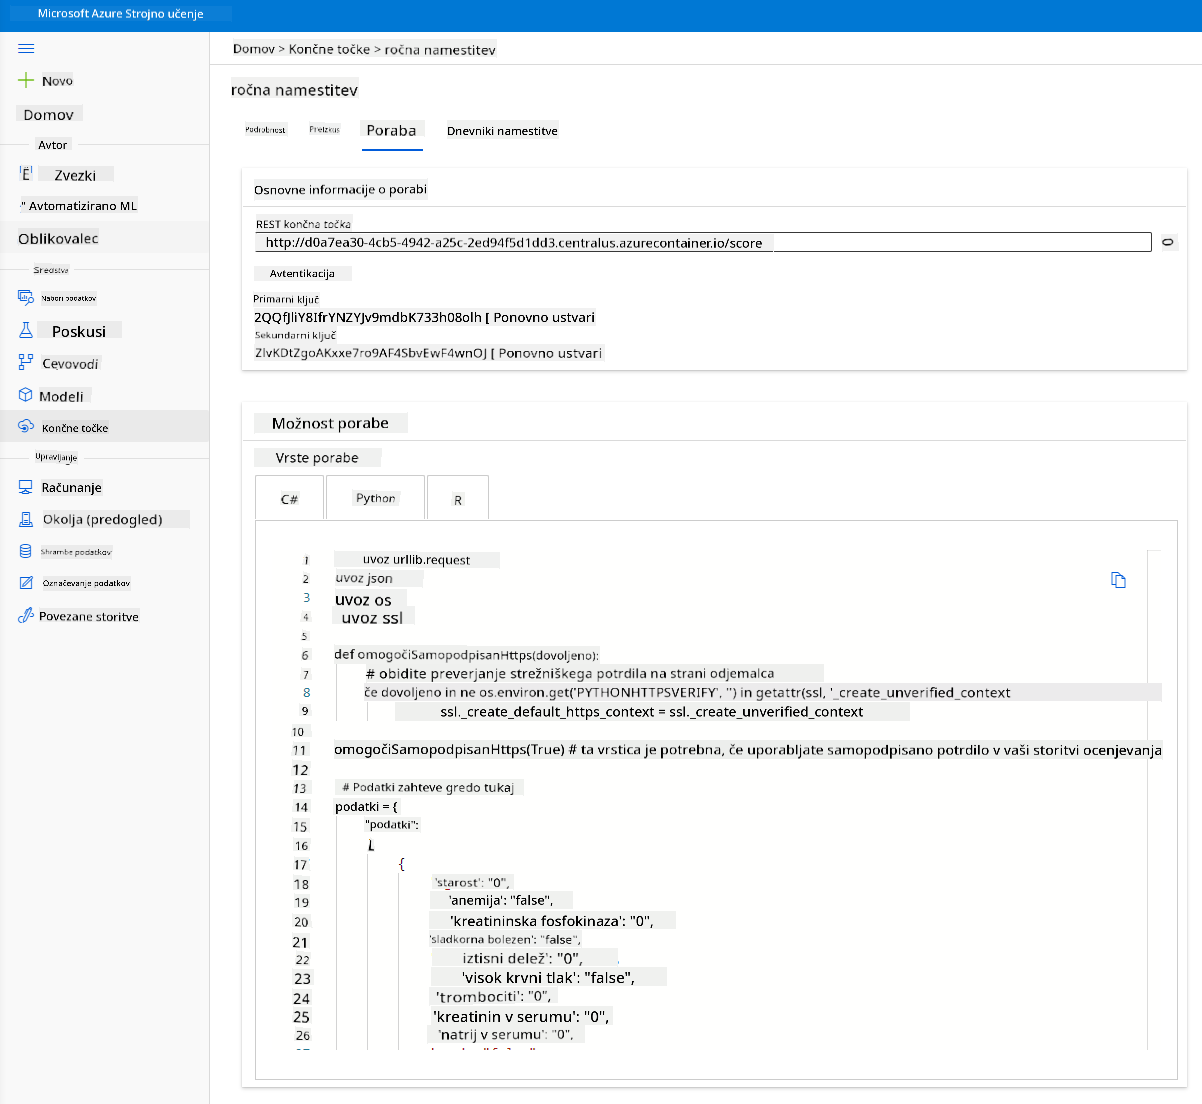 Microsoft Azure Strojno učenje
Domov > Končne točke > ročna namestitev
Novo
Domov
Avtor
Zvezki
Avtomatizirano ML
Oblikovalec
Sredstva
Nabori podatkov
Poskusi
Cevovodi
Modeli
Končne točke
Upravljanje
Računanje
Okolja (predogled)
Shrambe podatkov
Označevanje podatkov
Povezane storitve
ročna namestitev
Podrobnost Preizkus Poraba Dnevniki namestitve
Osnovne informacije o porabi
REST končna točka
http://d0a7ea30-4cb5-4942-a25c-2ed94f5d1dd3.centralus.azurecontainer.io/score
Avtentikacija
Primarni ključ
2QQfJliY8IfrYNZYJv9mdbK733h08olh [ Ponovno ustvari
Sekundarni ključ
ZlvKDtZgoAKxxe7ro9AF4SbvEwF4wnOJ [ Ponovno ustvari
Možnost porabe
Vrste porabe
C# Python R
1 uvoz urllib.request
2 uvoz json
3 uvoz os
4 uvoz ssl
5
6 def omogočiSamopodpisanHttps(dovoljeno):
7 # obidite preverjanje strežniškega potrdila na strani odjemalca
8 če dovoljeno in ne os.environ.get('PYTHONHTTPSVERIFY', '') in getattr(ssl, '_create_unverified_context
9 ssl._create_default_https_context = ssl._create_unverified_context
10
11 omogočiSamopodpisanHttps(True) # ta vrstica je potrebna, če uporabljate samopodpisano potrdilo v vaši storitvi ocenjevanja
12
13 # Podatki zahteve gredo tukaj
14 podatki = {
15 "podatki":
16 [
17 {
18 'starost': "0",
19 'anemija': "false",
20 'kreatininska fosfokinaza': "0",
21 'sladkorna bolezen': "false",
22 iztisni delež': "0",
23 'visok krvni tlak': "false",
24 'trombociti': "0",
25 'kreatinin v serumu': "0",
26 'natrij v serumu': "0",